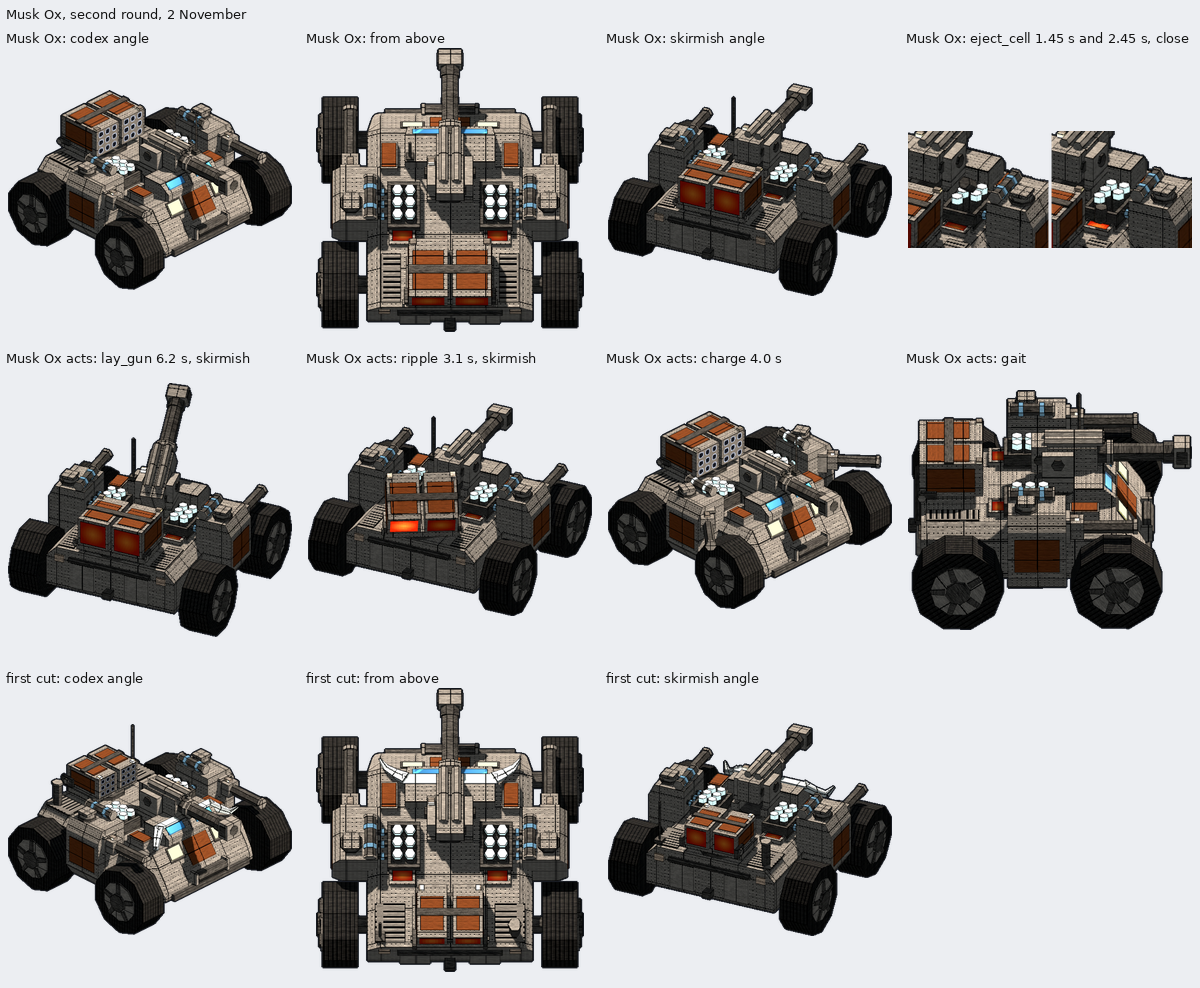 Musk Ox, second round, 2 November
Musk Ox: codex angle
Musk Ox: from above
Musk Ox: skirmish angle
Musk Ox: eject_cell 1.45 s and 2.45 s, close
Musk Ox acts: lay_gun 6.2 s, skirmish
Musk Ox acts: ripple 3.1 s, skirmish
Musk Ox acts: charge 4.0 s
Musk Ox acts: gait
first cut: codex angle
first cut: from above
first cut: skirmish angle